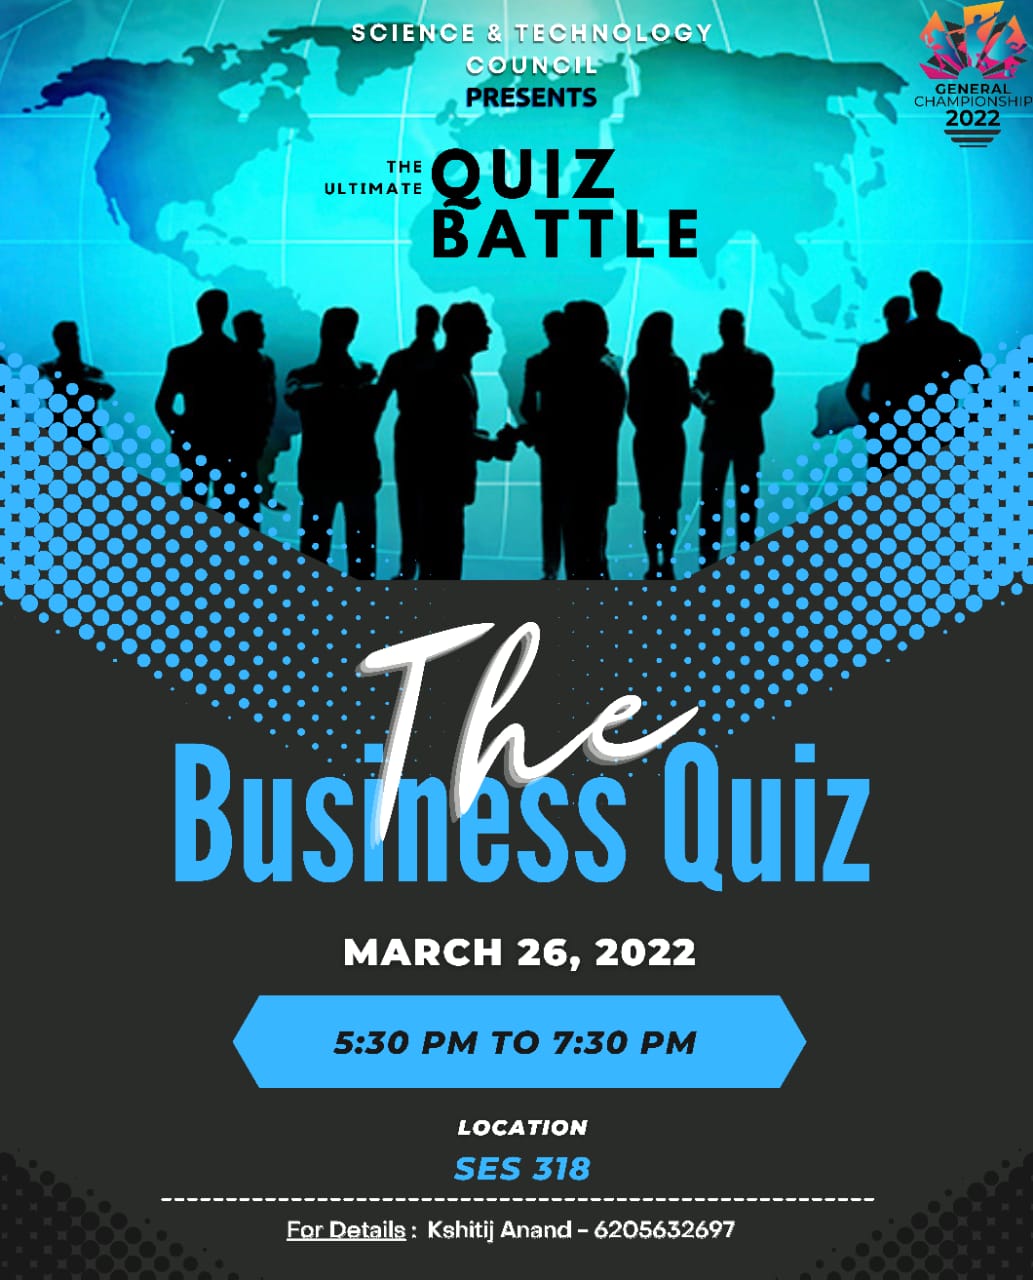 SCIENCE & TECHNOLOGY
COUNCIL
PRESENTS
GENERAL
CHAMPIONSHIP
2022
THE
ULTIMATE
QUIZ
BATTLE
The
Business Quiz
MARCH 26, 2022
5:30 PM TO 7:30 PM
LOCATION
SES 318
For Details : Kshitij Anand - 6205632697